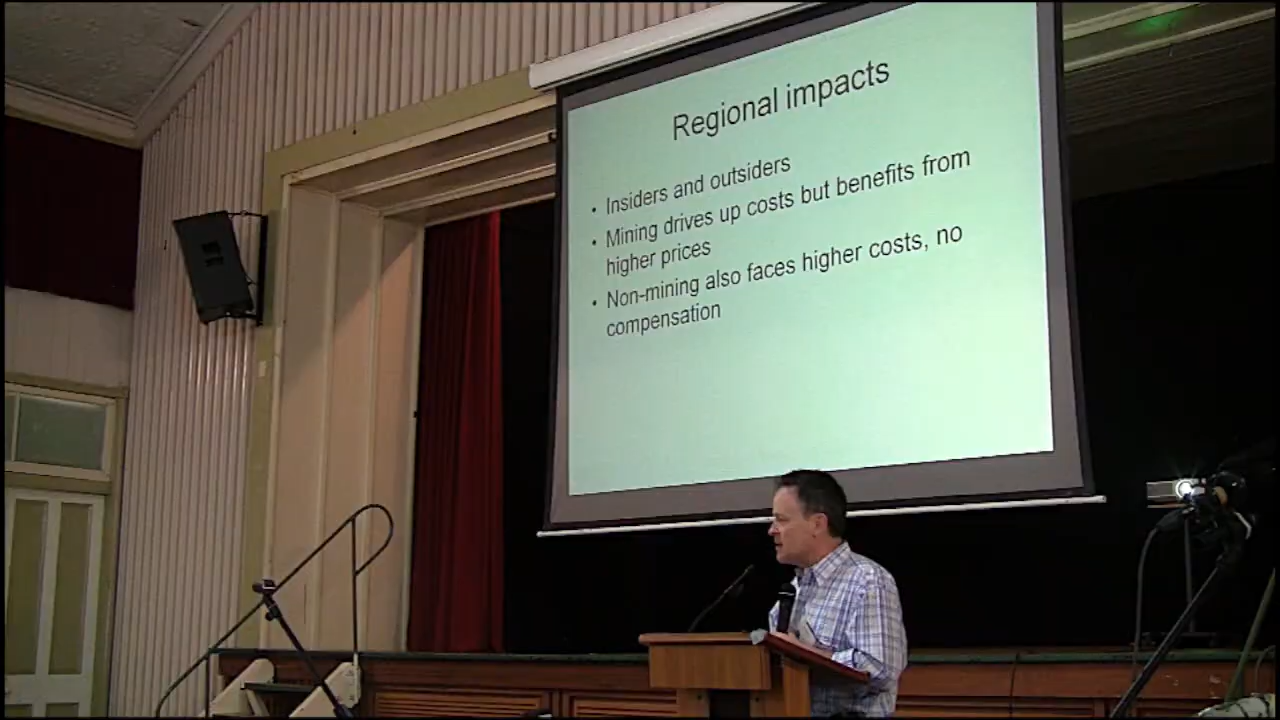 Regional impacts
• Insiders and outsiders
• Mining drives up costs but benefits from
higher prices
• Non-mining also faces higher costs, no
compensation